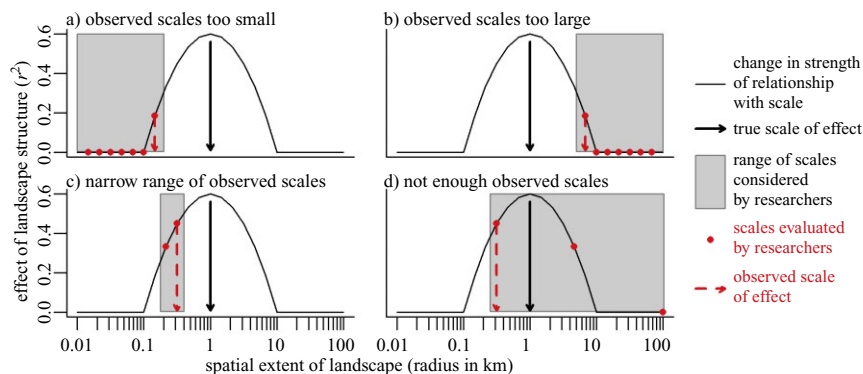 a) observed scales too small
b) observed scales too large
0.6
0.4
0.2
0.0
change in strength
of relationship
with scale
true scale of effect
range of scales
considered
by researchers
scales evaluated
by researchers
observed scale
of effect
c) narrow range of observed scales
d) not enough observed scales
0.6
0.4
0.2
0.0
effect of landscape structure (r²)
0.01
0.1
1
10
100
0.01
0.1
1
10
100
spatial extent of landscape (radius in km)